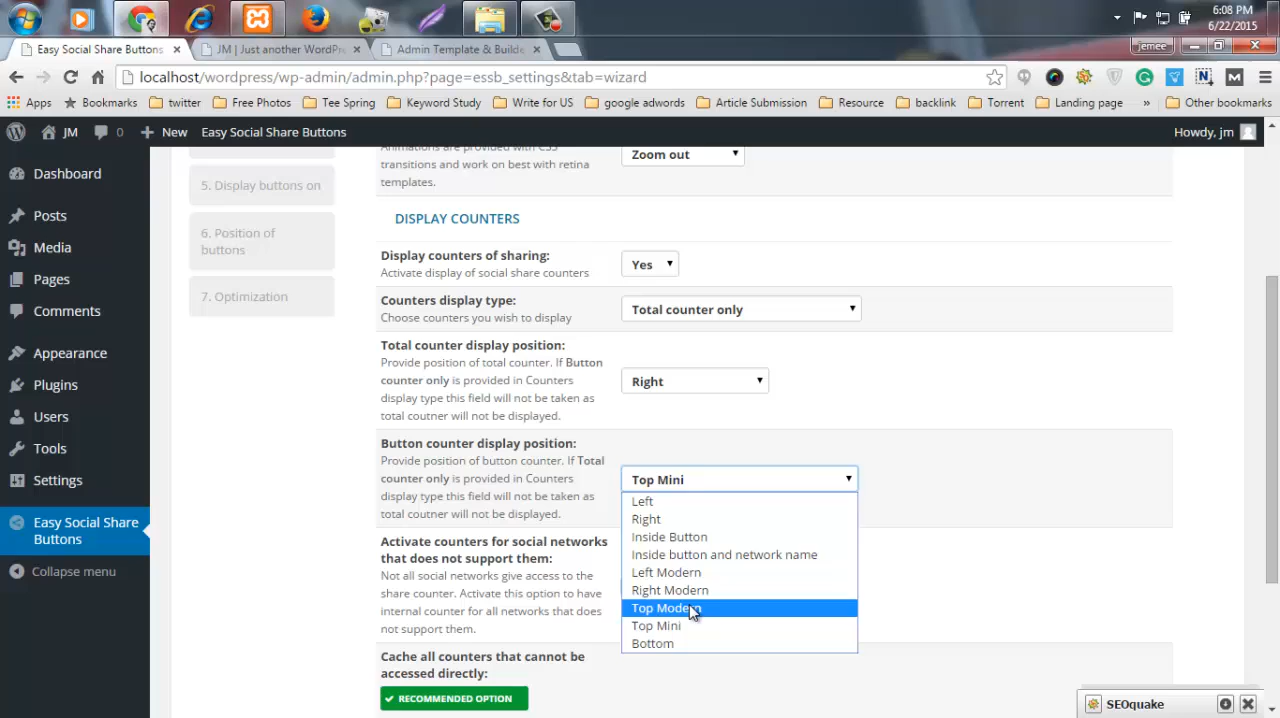 6:08 PM
6/22/2015
Easy Social Share Buttons
JM | Just another WordPre
Admin Template & Builde
jemee
localhost/wordpress/wp-admin/admin.php?page=essb_settings&tab=wizard
Apps
Bookmarks
twitter
Free Photos
Tee Spring
Keyword Study
Write for US
google adwords
Article Submission
Resource
backlink
Torrent
Landing page
»
Other bookmarks
JM
0
New
Easy Social Share Buttons
Howdy, jm
Dashboard
Posts
Media
Pages
Comments
Appearance
Plugins
Users
Tools
Settings
Easy Social Share
Buttons
Collapse menu
5. Display buttons on
6. Position of
buttons
7. Optimization
Animations are provided with CSS
transitions and work on best with retina
templates.
Zoom out
DISPLAY COUNTERS
Display counters of sharing:
Activate display of social share counters
Yes
Counters display type:
Choose counters you wish to display
Total counter only
Total counter display position:
Provide position of total counter. If Button
counter only is provided in Counters
display type this field will not be taken as
total coutner will not be displayed.
Right
Button counter display position:
Provide position of button counter. If Total
counter only is provided in Counters
display type this field will not be taken as
total coutner will not be displayed.
Top Mini
Left
Right
Inside Button
Inside button and network name
Left Modern
Right Modern
Top Modern
Top Mini
Bottom
Activate counters for social networks
that does not support them:
Not all social networks give access to the
share counter. Activate this option to have
internal counter for all networks that does
not support them.
Cache all counters that cannot be
accessed directly:
RECOMMENDED OPTION
SEOquake